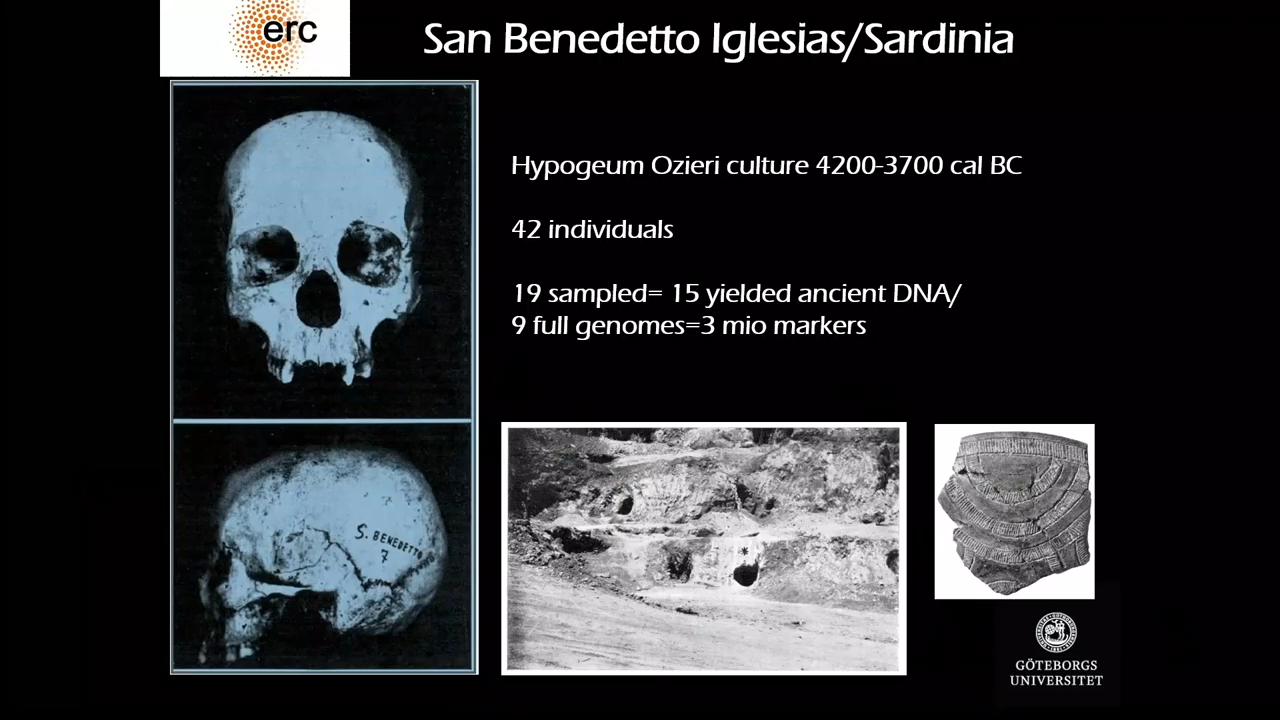 erc
San Benedetto Iglesias/Sardinia
Hypogeum Ozieri culture 4200-3700 cal BC
42 individuals
19 sampled= 15 yielded ancient DNA/
9 full genomes=3 mio markers
S. BENEDETTO
7
*
GÖTEBORGS
UNIVERSITET